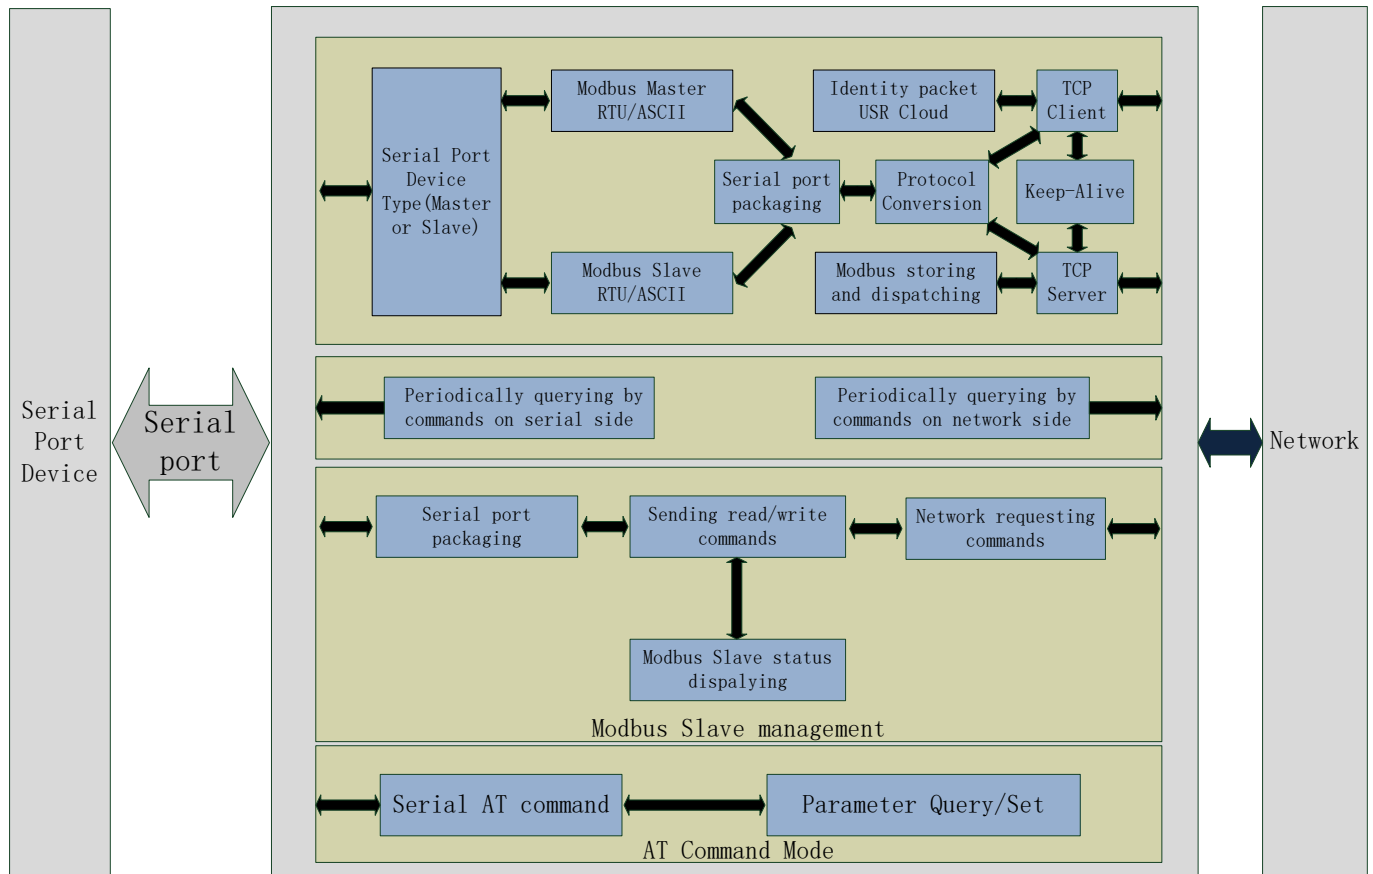 Serial
Port
Device
Serial
port
Serial Port
Device
Type(Master
or Slave)
Modbus Master
RTU/ASCII
Modbus Slave
RTU/ASCII
Serial port
packaging
Protocol
Conversion
Identity packet
USR Cloud
TCP
Client
Keep-Alive
Modbus storing
and dispatching
TCP
Server
Periodically querying by
commands on serial side
Periodically querying by
commands on network side
Serial port
packaging
Sending read/write
commands
Network requesting
commands
Modbus Slave status
dispalying
Modbus Slave management
Serial AT command
Parameter Query/Set
AT Command Mode
Network